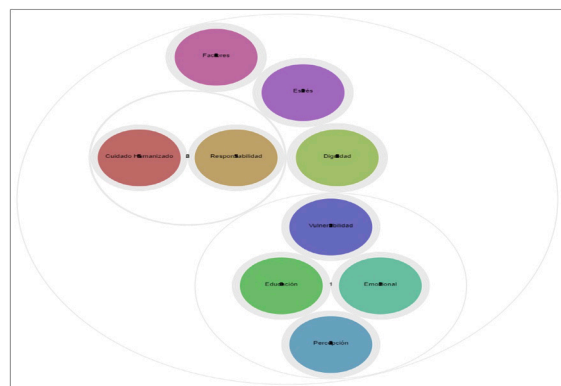 Factores
Estrés
Cuidado Humanizado
Responsabilidad
Dignidad
Vulnerabilidad
Educación
Emocional
Percepción